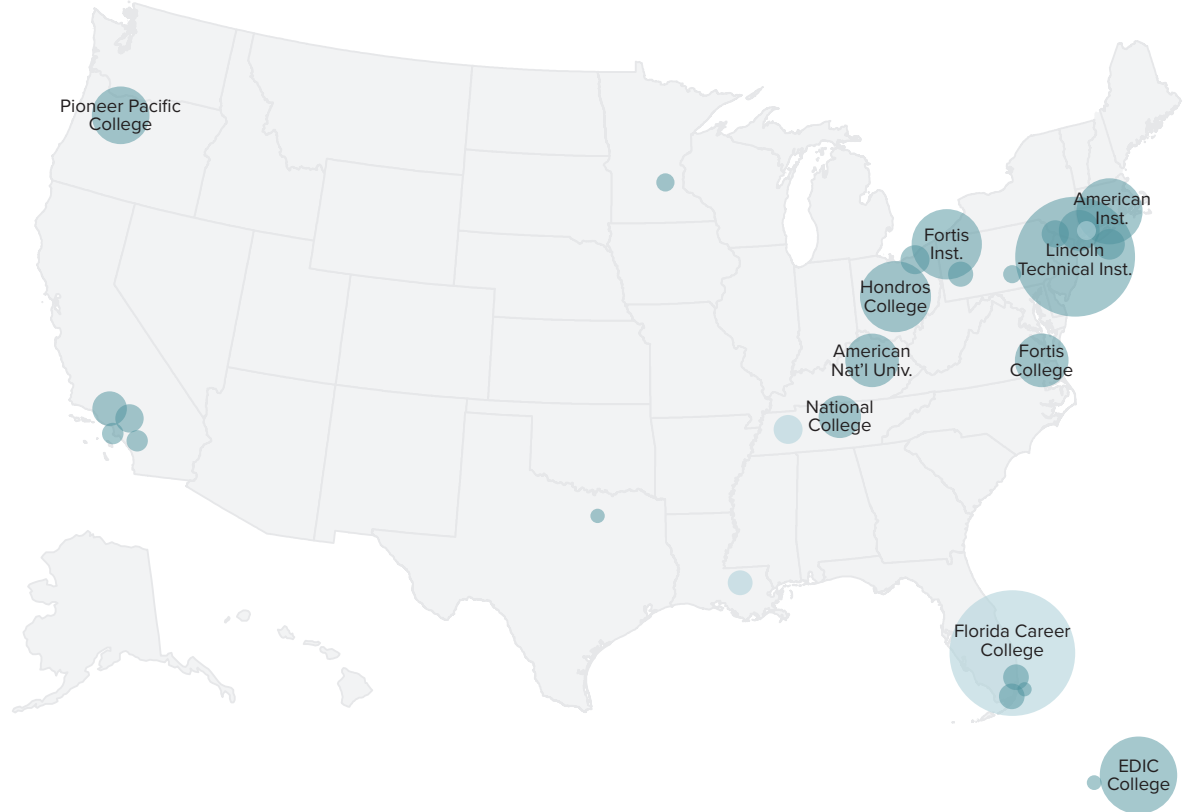 Pioneer Pacific
College
American
Inst.
Fortis
Inst.
Lincoln
Technical Inst.
Hondros
College
American
Nat'l Univ.
Fortis
College
National
College
Florida Career
College
EDIC
College